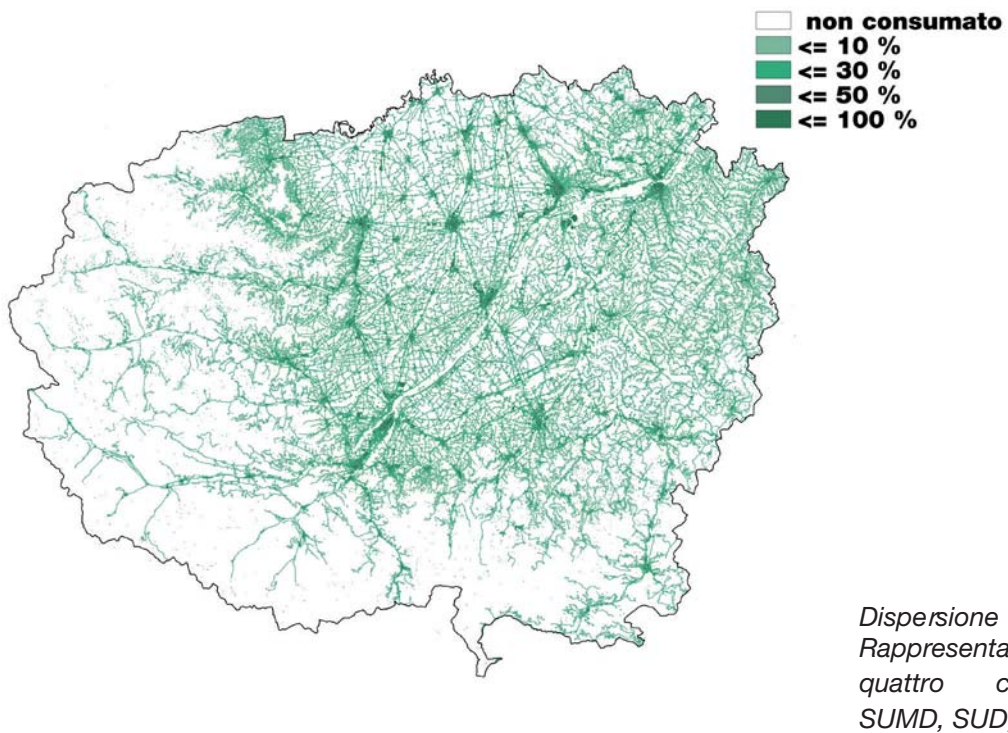 non consumato
<= 10 %
<= 30 %
<= 50 %
<= 100 %
Dispersione
Rappresenta
quattro c
SUMD, SUD